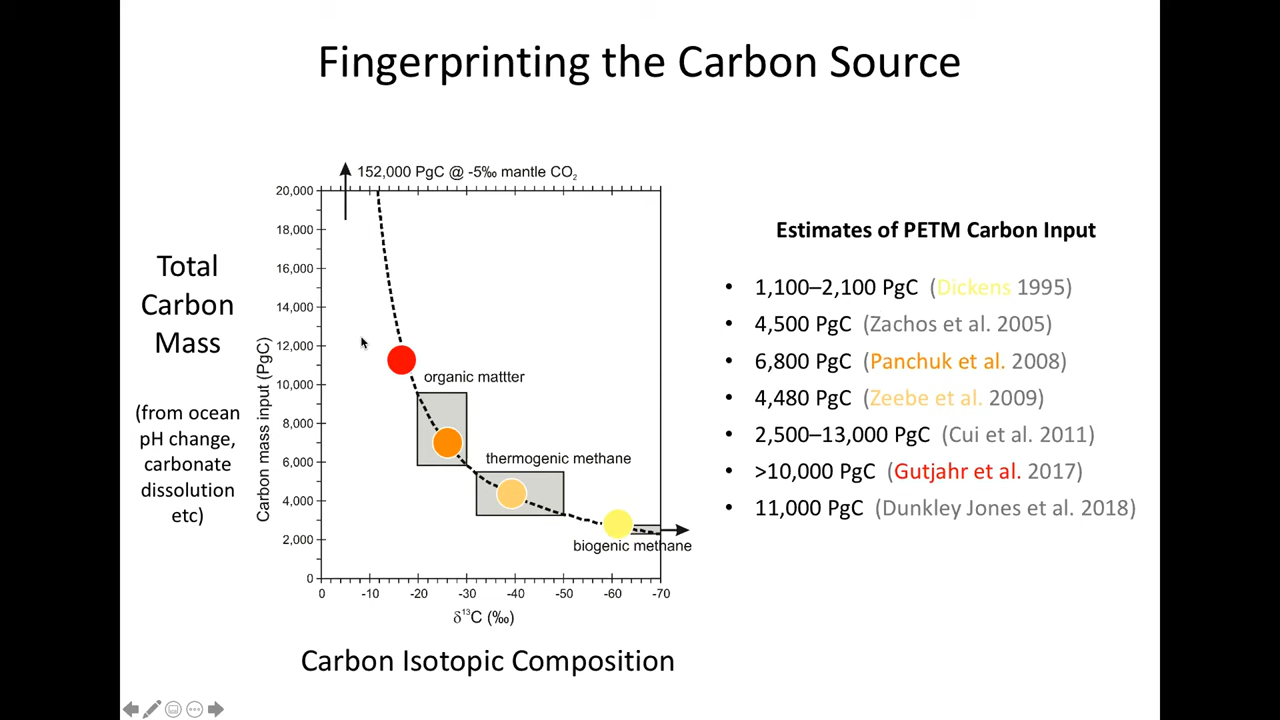 Fingerprinting the Carbon Source
152,000 PgC @ -5‰ mantle CO₂
20,000
18,000
16,000
14,000
12,000
10,000
8,000
6,000
4,000
2,000
0
Carbon mass input (PgC)
Total
Carbon
Mass
(from ocean
pH change,
carbonate
dissolution
etc)
organic mattter
thermogenic methane
biogenic methane
0 -10 -20 -30 -40 -50 -60 -70
δ¹³C (‰)
Carbon Isotopic Composition
Estimates of PETM Carbon Input
• 1,100–2,100 PgC (Dickens 1995)
• 4,500 PgC (Zachos et al. 2005)
• 6,800 PgC (Panchuk et al. 2008)
• 4,480 PgC (Zeebe et al. 2009)
• 2,500–13,000 PgC (Cui et al. 2011)
• >10,000 PgC (Gutjahr et al. 2017)
• 11,000 PgC (Dunkley Jones et al. 2018)